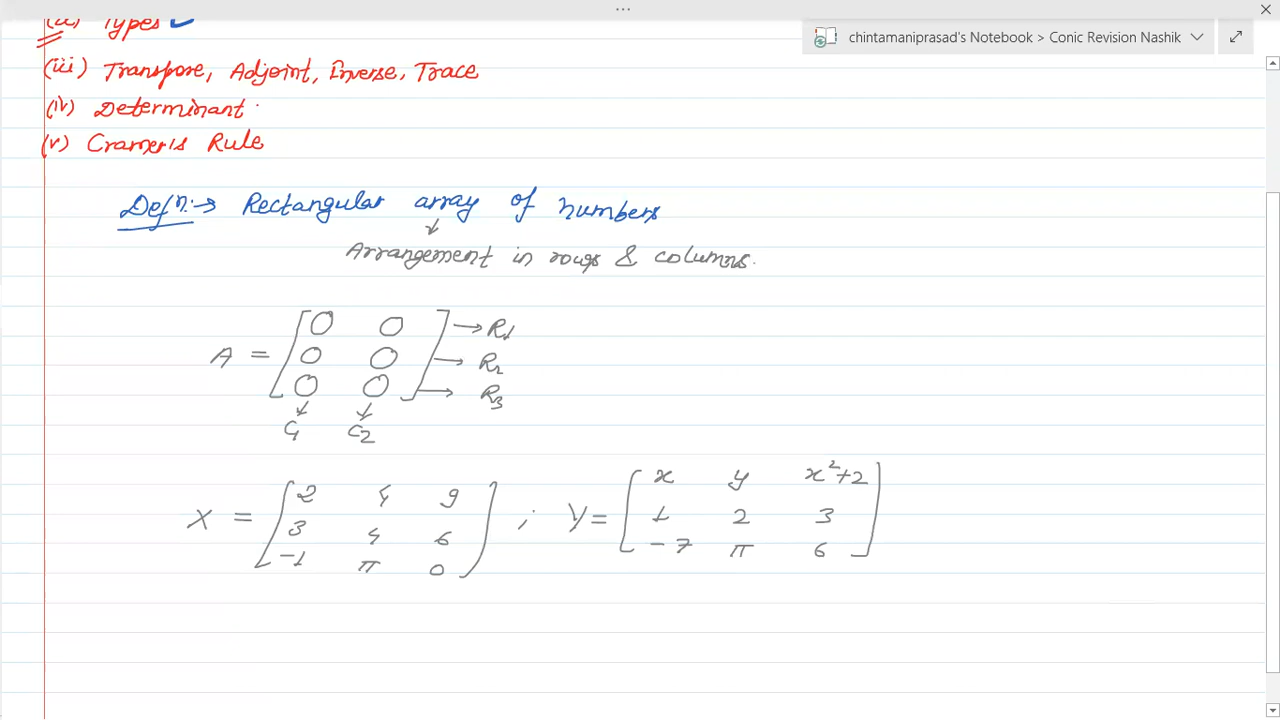 (ii) Types
chintamaniprasad's Notebook > Conic Revision Nashik
(iii) Transpose, Adjoint, Inverse, Trace
(iv) Determinant
(v) Cramer's Rule
Defn: → Rectangular array of numbers
Arrangement in rows & columns.
A = [ 0 0 ] → R1
0 0 → R2
0 0 → R3
C1 C2
X = [ 2 4 9
3 4 6
-1 π 0 ] ; Y = [ x y x²+2
1 2 3
-7 π 6 ]